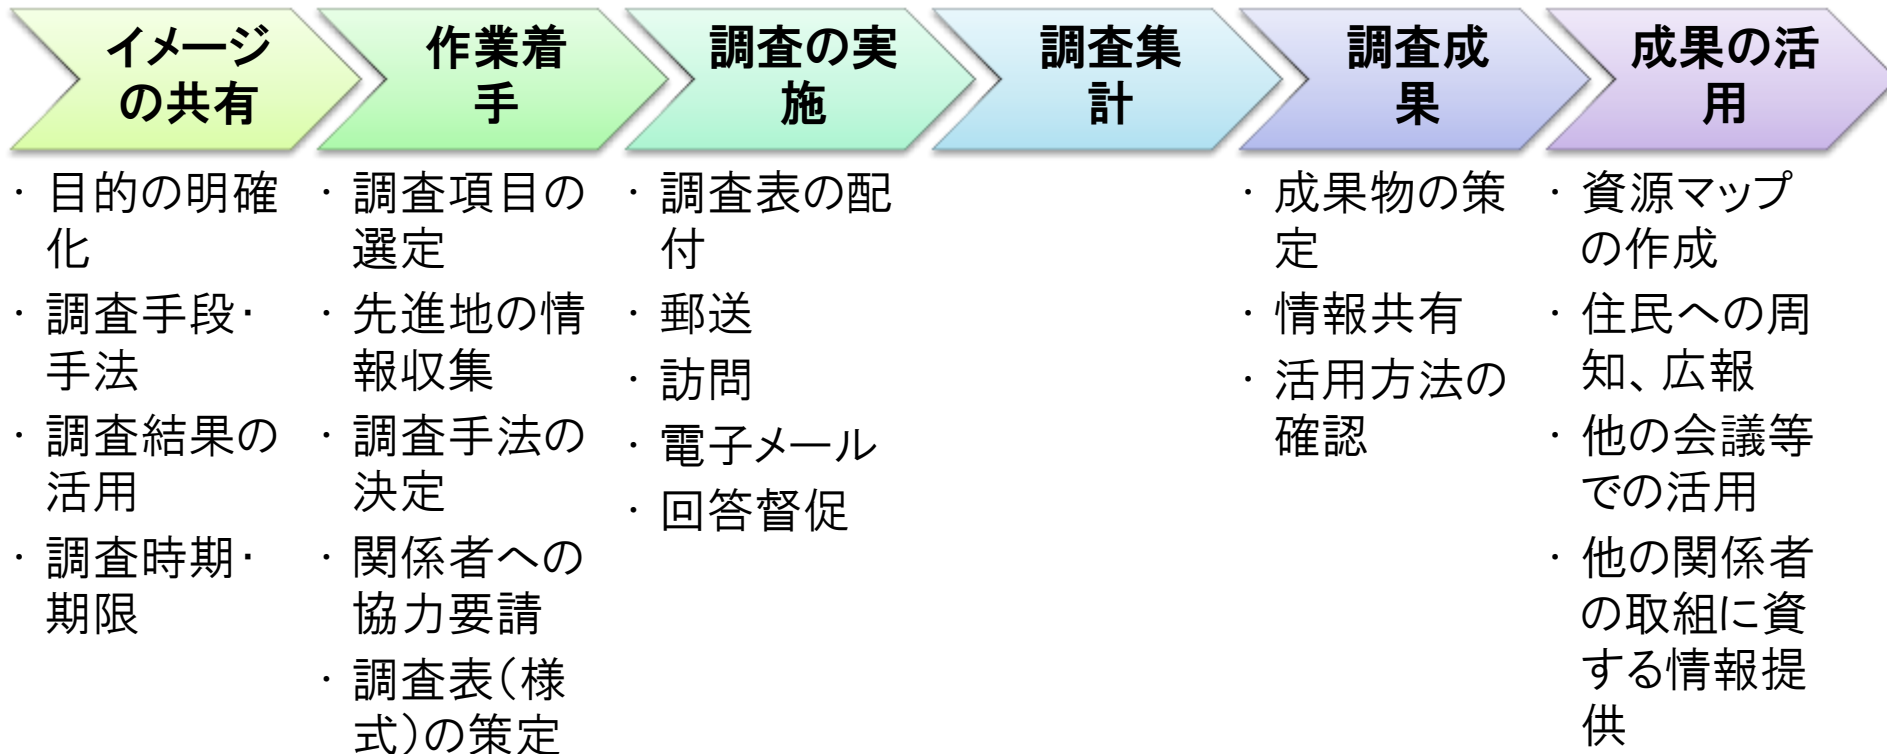 イメージ
の共有
作業着
手
調査の実
施
調査集
計
調査成
果
成果の活
用
・目的の明確
化
・調査手段・
手法
・調査結果の
活用
・調査時期・
期限
・調査項目の
選定
・先進地の情
報収集
・調査手法の
決定
・関係者への
協力要請
・調査表(様
式)の策定
・調査表の配
付
・郵送
・訪問
・電子メール
・回答督促
・成果物の策
定
・情報共有
・活用方法の
確認
・資源マップ
の作成
・住民への周
知、広報
・他の会議等
での活用
・他の関係者
の取組に資
する情報提
供